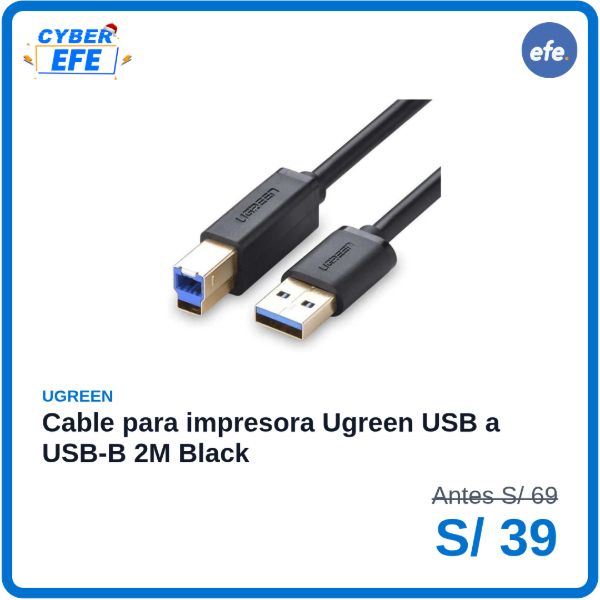 CYBER
EFE
efe.
UGREEN
UGREEN
UGREEN
Cable para impresora Ugreen USB a
USB-B 2M Black
Antes S/ 69
S/ 39